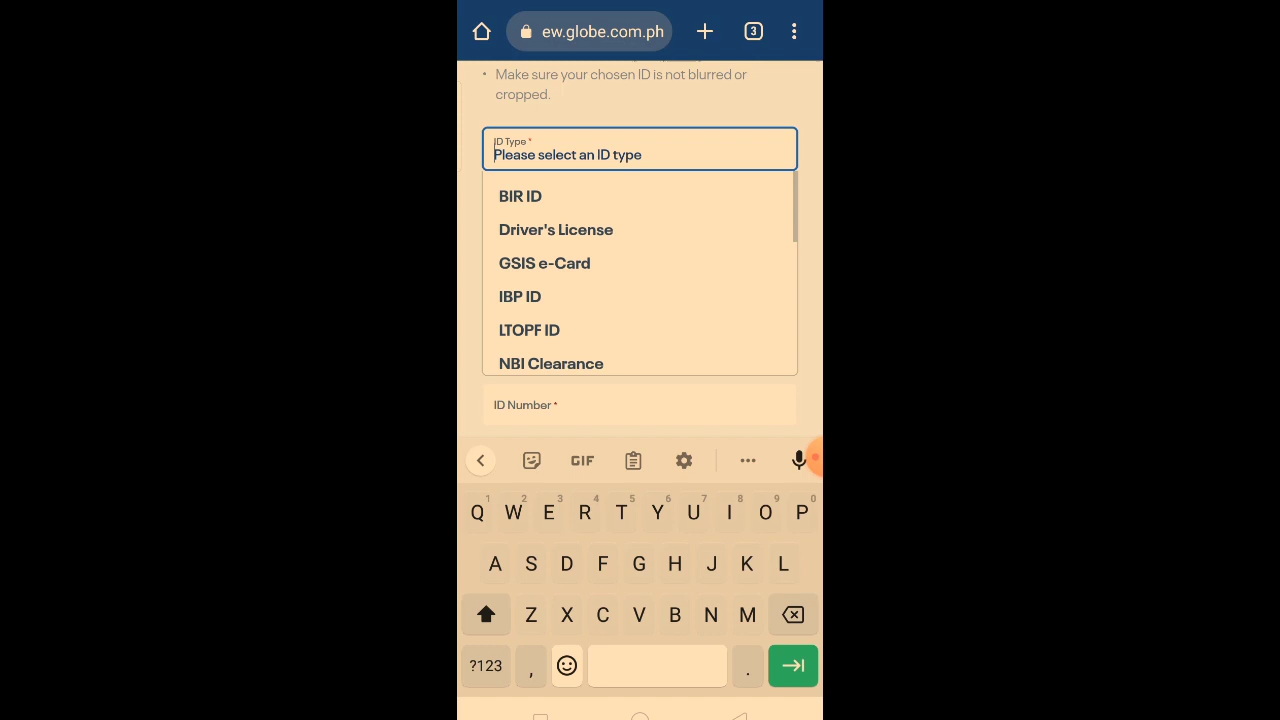 ew.globe.com.ph
3
• Make sure your chosen ID is not blurred or
cropped.
ID Type *
Please select an ID type
BIR ID
Driver's License
GSIS e-Card
IBP ID
LTOPF ID
NBI Clearance
ID Number *
GIF
1 2 3 4 5 6 7 8 9 0
Q W E R T Y U I O P
A S D F G H J K L
Z X C V B N M
?123 , .